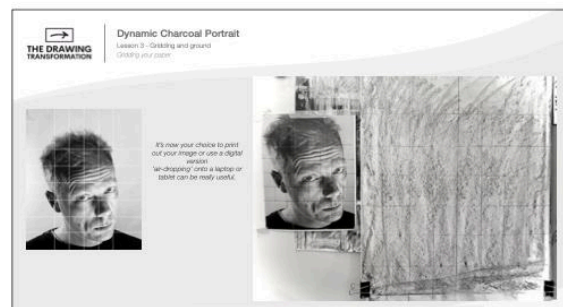 THE DRAWING
TRANSFORMATION
Dynamic Charcoal Portrait
Lesson 3 - Gridding and ground
Gridding your paper
It's now your choice to print
out your image or use a digital
version
'air-dropping' onto a laptop or
tablet can be really useful.